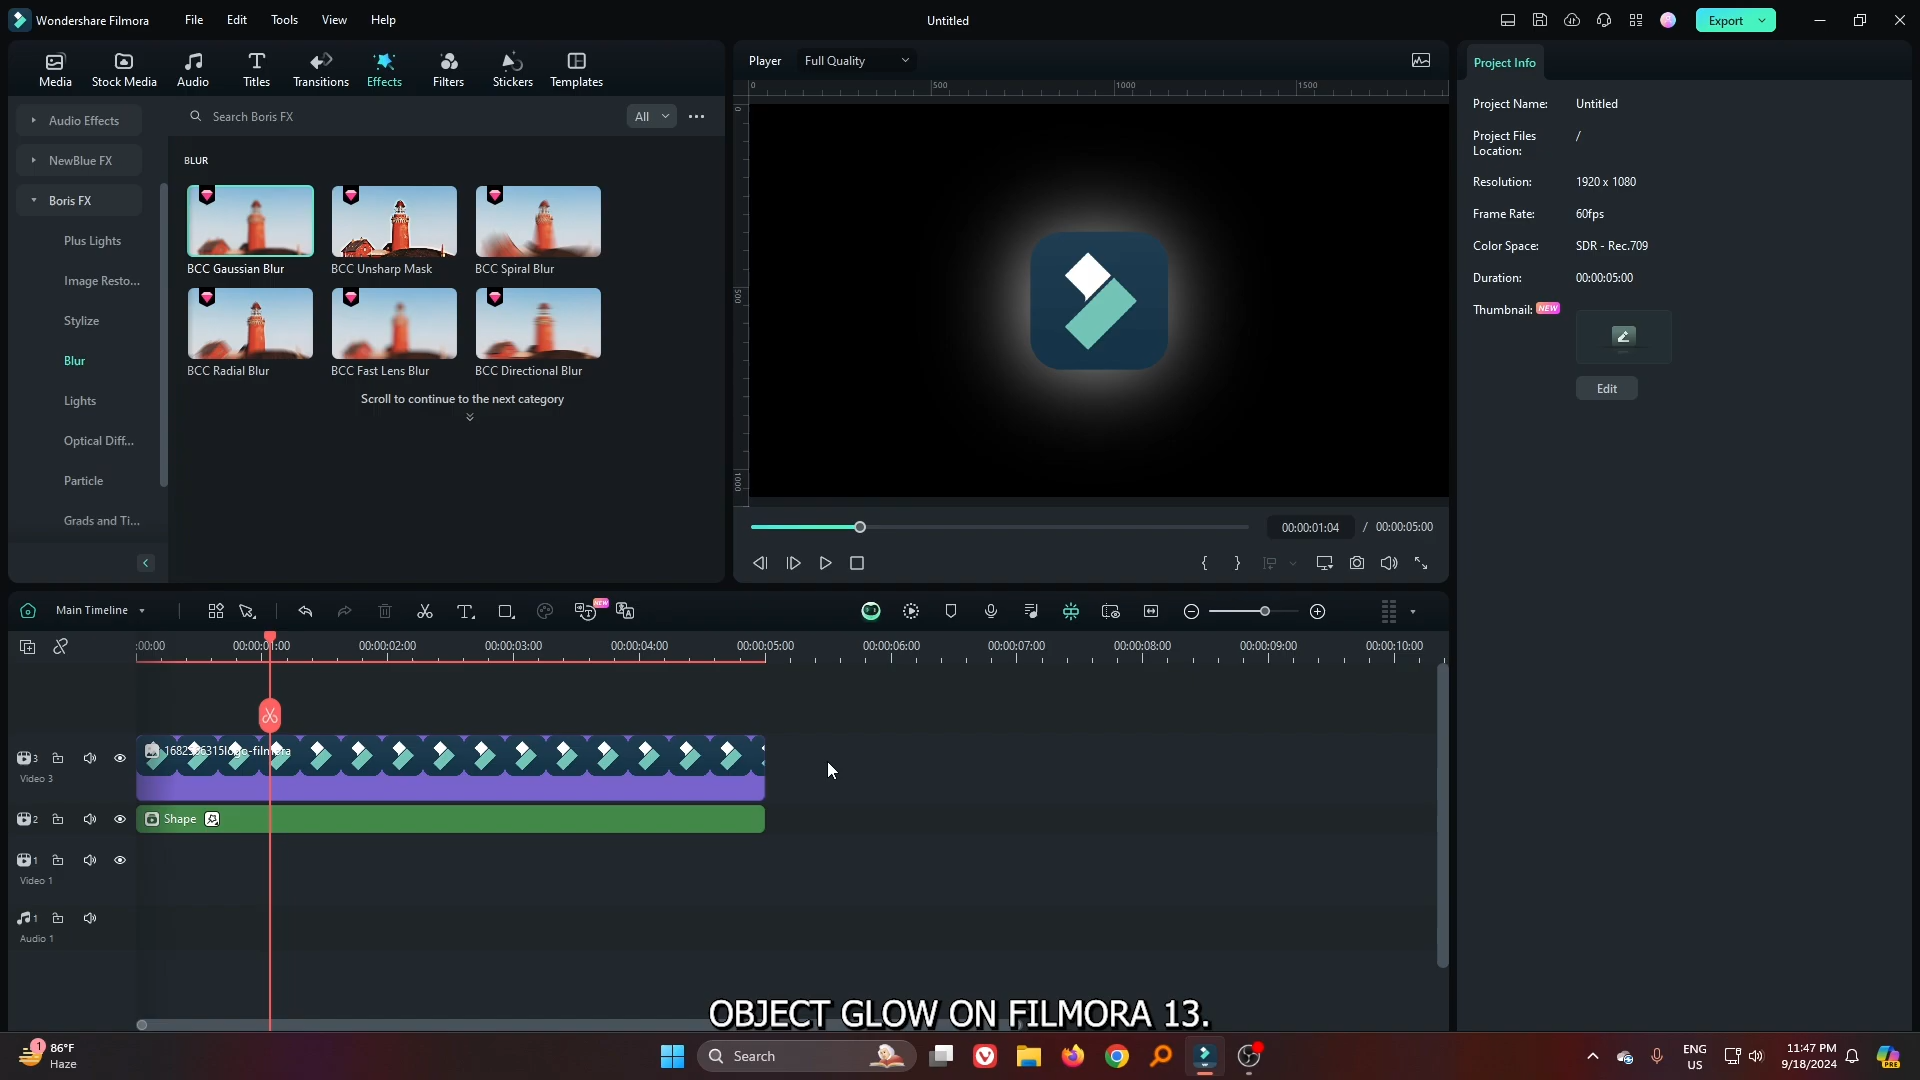 Wondershare Filmora
File
Edit
Tools
View
Help
Untitled
Export
Media
Stock Media
Audio
Titles
Transitions
Effects
Filters
Stickers
Templates
Player
Full Quality
Project Info
Audio Effects
NewBlue FX
Boris FX
Plus Lights
Image Resto...
Stylize
Blur
Lights
Optical Diff...
Particle
Grads and Ti...
Search Boris FX
All
BLUR
BCC Gaussian Blur
BCC Unsharp Mask
BCC Spiral Blur
BCC Radial Blur
BCC Fast Lens Blur
BCC Directional Blur
Scroll to continue to the next category
0
500
1000
1500
0
500
1000
00:00:01:04 / 00:00:05:00
Project Name: Untitled
Project Files Location: /
Resolution: 1920 x 1080
Frame Rate: 60fps
Color Space: SDR - Rec.709
Duration: 00:00:05:00
Thumbnail: NEW
Edit
Main Timeline
NEW
:00:00
00:00:01:00
00:00:02:00
00:00:03:00
00:00:04:00
00:00:05:00
00:00:06:00
00:00:07:00
00:00:08:00
00:00:09:00
00:00:10:00
3
Video 3
2
Shape
1
Video 1
1
Audio 1
OBJECT GLOW ON FILMORA 13.
1
86°F
Haze
Search
ENG
US
11:47 PM
9/18/2024
PRE